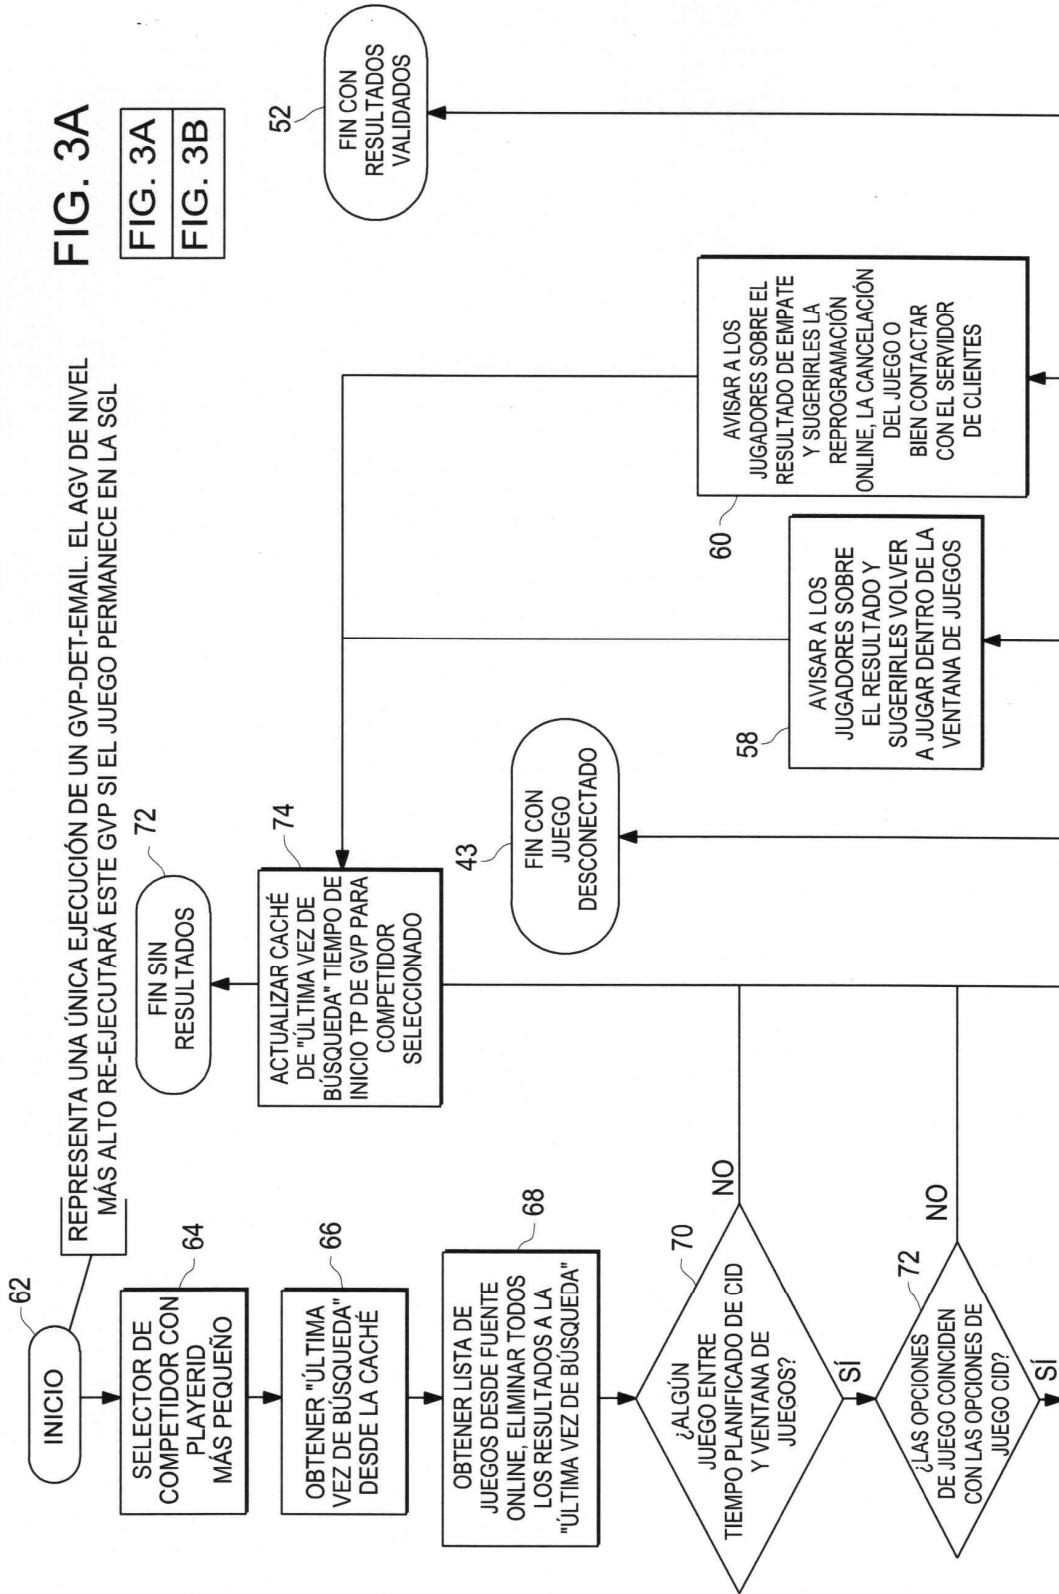 FIG. 3A
FIG. 3A
FIG. 3B
REPRESENTA UNA ÚNICA EJECUCIÓN DE UN GVP-DET-EMAIL. EL AGV DE NIVEL
MÁS ALTO RE-EJECUTARÁ ESTE GVP SI EL JUEGO PERMANECE EN LA SGL
62
INICIO
64
SELECTOR DE
COMPETIDOR CON
PLAYERID
MÁS PEQUEÑO
66
OBTENER "ÚLTIMA
VEZ DE BÚSQUEDA"
DESDE LA CACHÉ
68
OBTENER LISTA DE
JUEGOS DESDE FUENTE
ONLINE, ELIMINAR TODOS
LOS RESULTADOS A LA
"ÚLTIMA VEZ DE BÚSQUEDA"
70
¿ALGÚN
JUEGO ENTRE
TIEMPO PLANIFICADO DE CID
Y VENTANA DE
JUEGOS?
NO
SÍ
72
¿LAS OPCIONES
DE JUEGO COINCIDEN
CON LAS OPCIONES DE
JUEGO CID?
NO
SÍ
72
FIN SIN
RESULTADOS
74
ACTUALIZAR CACHÉ
DE "ÚLTIMA VEZ DE
BÚSQUEDA" TIEMPO DE
INICIO TP DE GVP PARA
COMPETIDOR
SELECCIONADO
43
FIN CON
JUEGO
DESCONECTADO
58
AVISAR A LOS
JUGADORES SOBRE
EL RESULTADO Y
SUGERIRLES VOLVER
A JUGAR DENTRO DE LA
VENTANA DE JUEGOS
60
AVISAR A LOS
JUGADORES SOBRE EL
RESULTADO DE EMPATE
Y SUGERIRLES LA
REPROGRAMACIÓN
ONLINE, LA CANCELACIÓN
DEL JUEGO O
BIEN CONTACTAR
CON EL SERVIDOR
DE CLIENTES
52
FIN CON
RESULTADOS
VALIDADOS